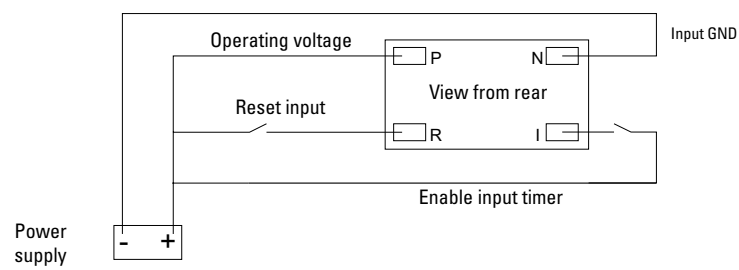 Input GND
Operating voltage
P
N
View from rear
Reset input
R
I
Enable input timer
Power
supply
- +